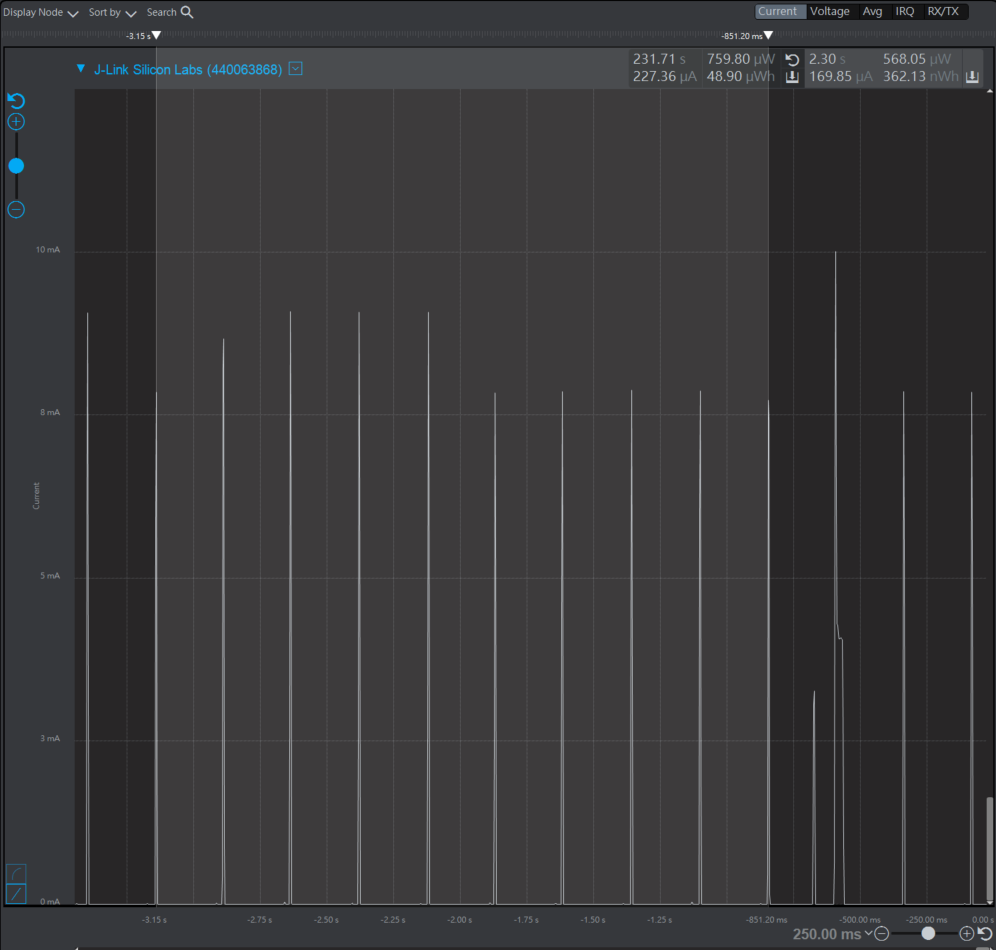 Display Node Sort by Search Current Voltage Avg IRQ RX/TX
-3.15 s -851.20 ms
J-Link Silicon Labs (440063868)
231.71 s 759.80 µW 2.30 s 568.05 µW
227.36 µA 48.90 µWh 169.85 µA 362.13 nWh
10 mA
8 mA
Current
5 mA
3 mA
0 mA
-3.15 s -2.75 s -2.50 s -2.25 s -2.00 s -1.75 s -1.50 s -1.25 s -851.20 ms -500.00 ms -250.00 ms 0.00 s
250.00 ms